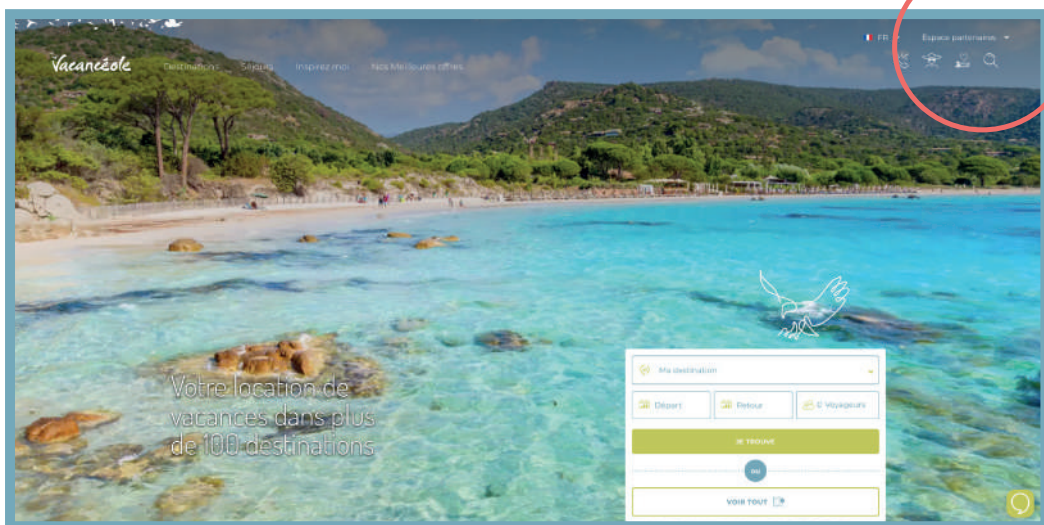 FR
Espace partenaires
Vacancéole
Destinations Séjours Inspirez-moi Nos Meilleures offres
Votre location de
vacances dans plus
de 100 destinations
Ma destination
Départ Retour 0 Voyageurs
JE TROUVE
OU
VOIR TOUT